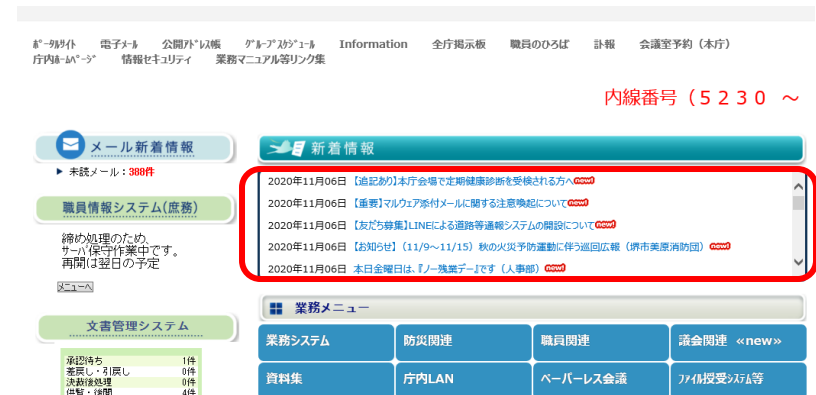 ﾎﾟｰﾀﾙｻｲﾄ 電子ﾒｰﾙ 公開ｱﾄﾞﾚｽ帳 ｸﾞﾙｰﾌﾟｽｹｼﾞｭｰﾙ Information 全庁掲示板 職員のひろば 訃報 会議室予約（本庁）
庁内ﾎｰﾑﾍﾟｰｼﾞ 情報セキュリティ 業務マニュアル等リンク集
内線番号（５２３０ ～
メール新着情報
未読メール：388件
職員情報システム(庶務)
締め処理のため、
サーバ保守作業中です。
再開は翌日の予定
メニューへ
文書管理システム
承認待ち 1件
差戻し・引戻し 0件
決裁後処理 0件
供覧・後閲 4件
新着情報
2020年11月06日 【追記あり】本庁会場で定期健康診断を受検される方へnew!
2020年11月06日 【重要】マルウェア添付メールに関する注意喚起についてnew!
2020年11月06日 【友だち募集】LINEによる道路等通報システムの開設についてnew!
2020年11月06日 【お知らせ】（11/9～11/15）秋の火災予防運動に伴う巡回広報（堺市美原消防団）new!
2020年11月06日 本日金曜日は、『ノー残業デー』です（人事部）new!
業務メニュー
業務システム 防災関連 職員関連 議会関連 «new»
資料集 庁内LAN ペーパーレス会議 ﾌｧｲﾙ授受ｼｽﾃﾑ等